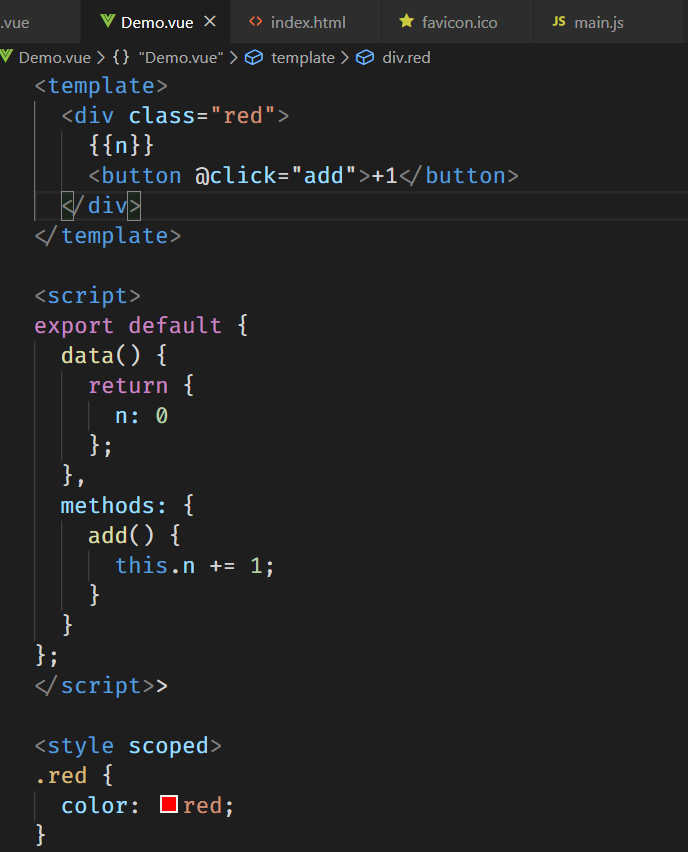 .vue Demo.vue × <> index.html favicon.ico JS main.js
Demo.vue > {} "Demo.vue" > template > div.red
<template>
  <div class="red">
    {{n}}
    <button @click="add">+1</button>
  </div>
</template>

<script>
export default {
  data() {
    return {
      n: 0
    };
  },
  methods: {
    add() {
      this.n += 1;
    }
  }
};
</script>>

<style scoped>
.red {
  color: red;
}